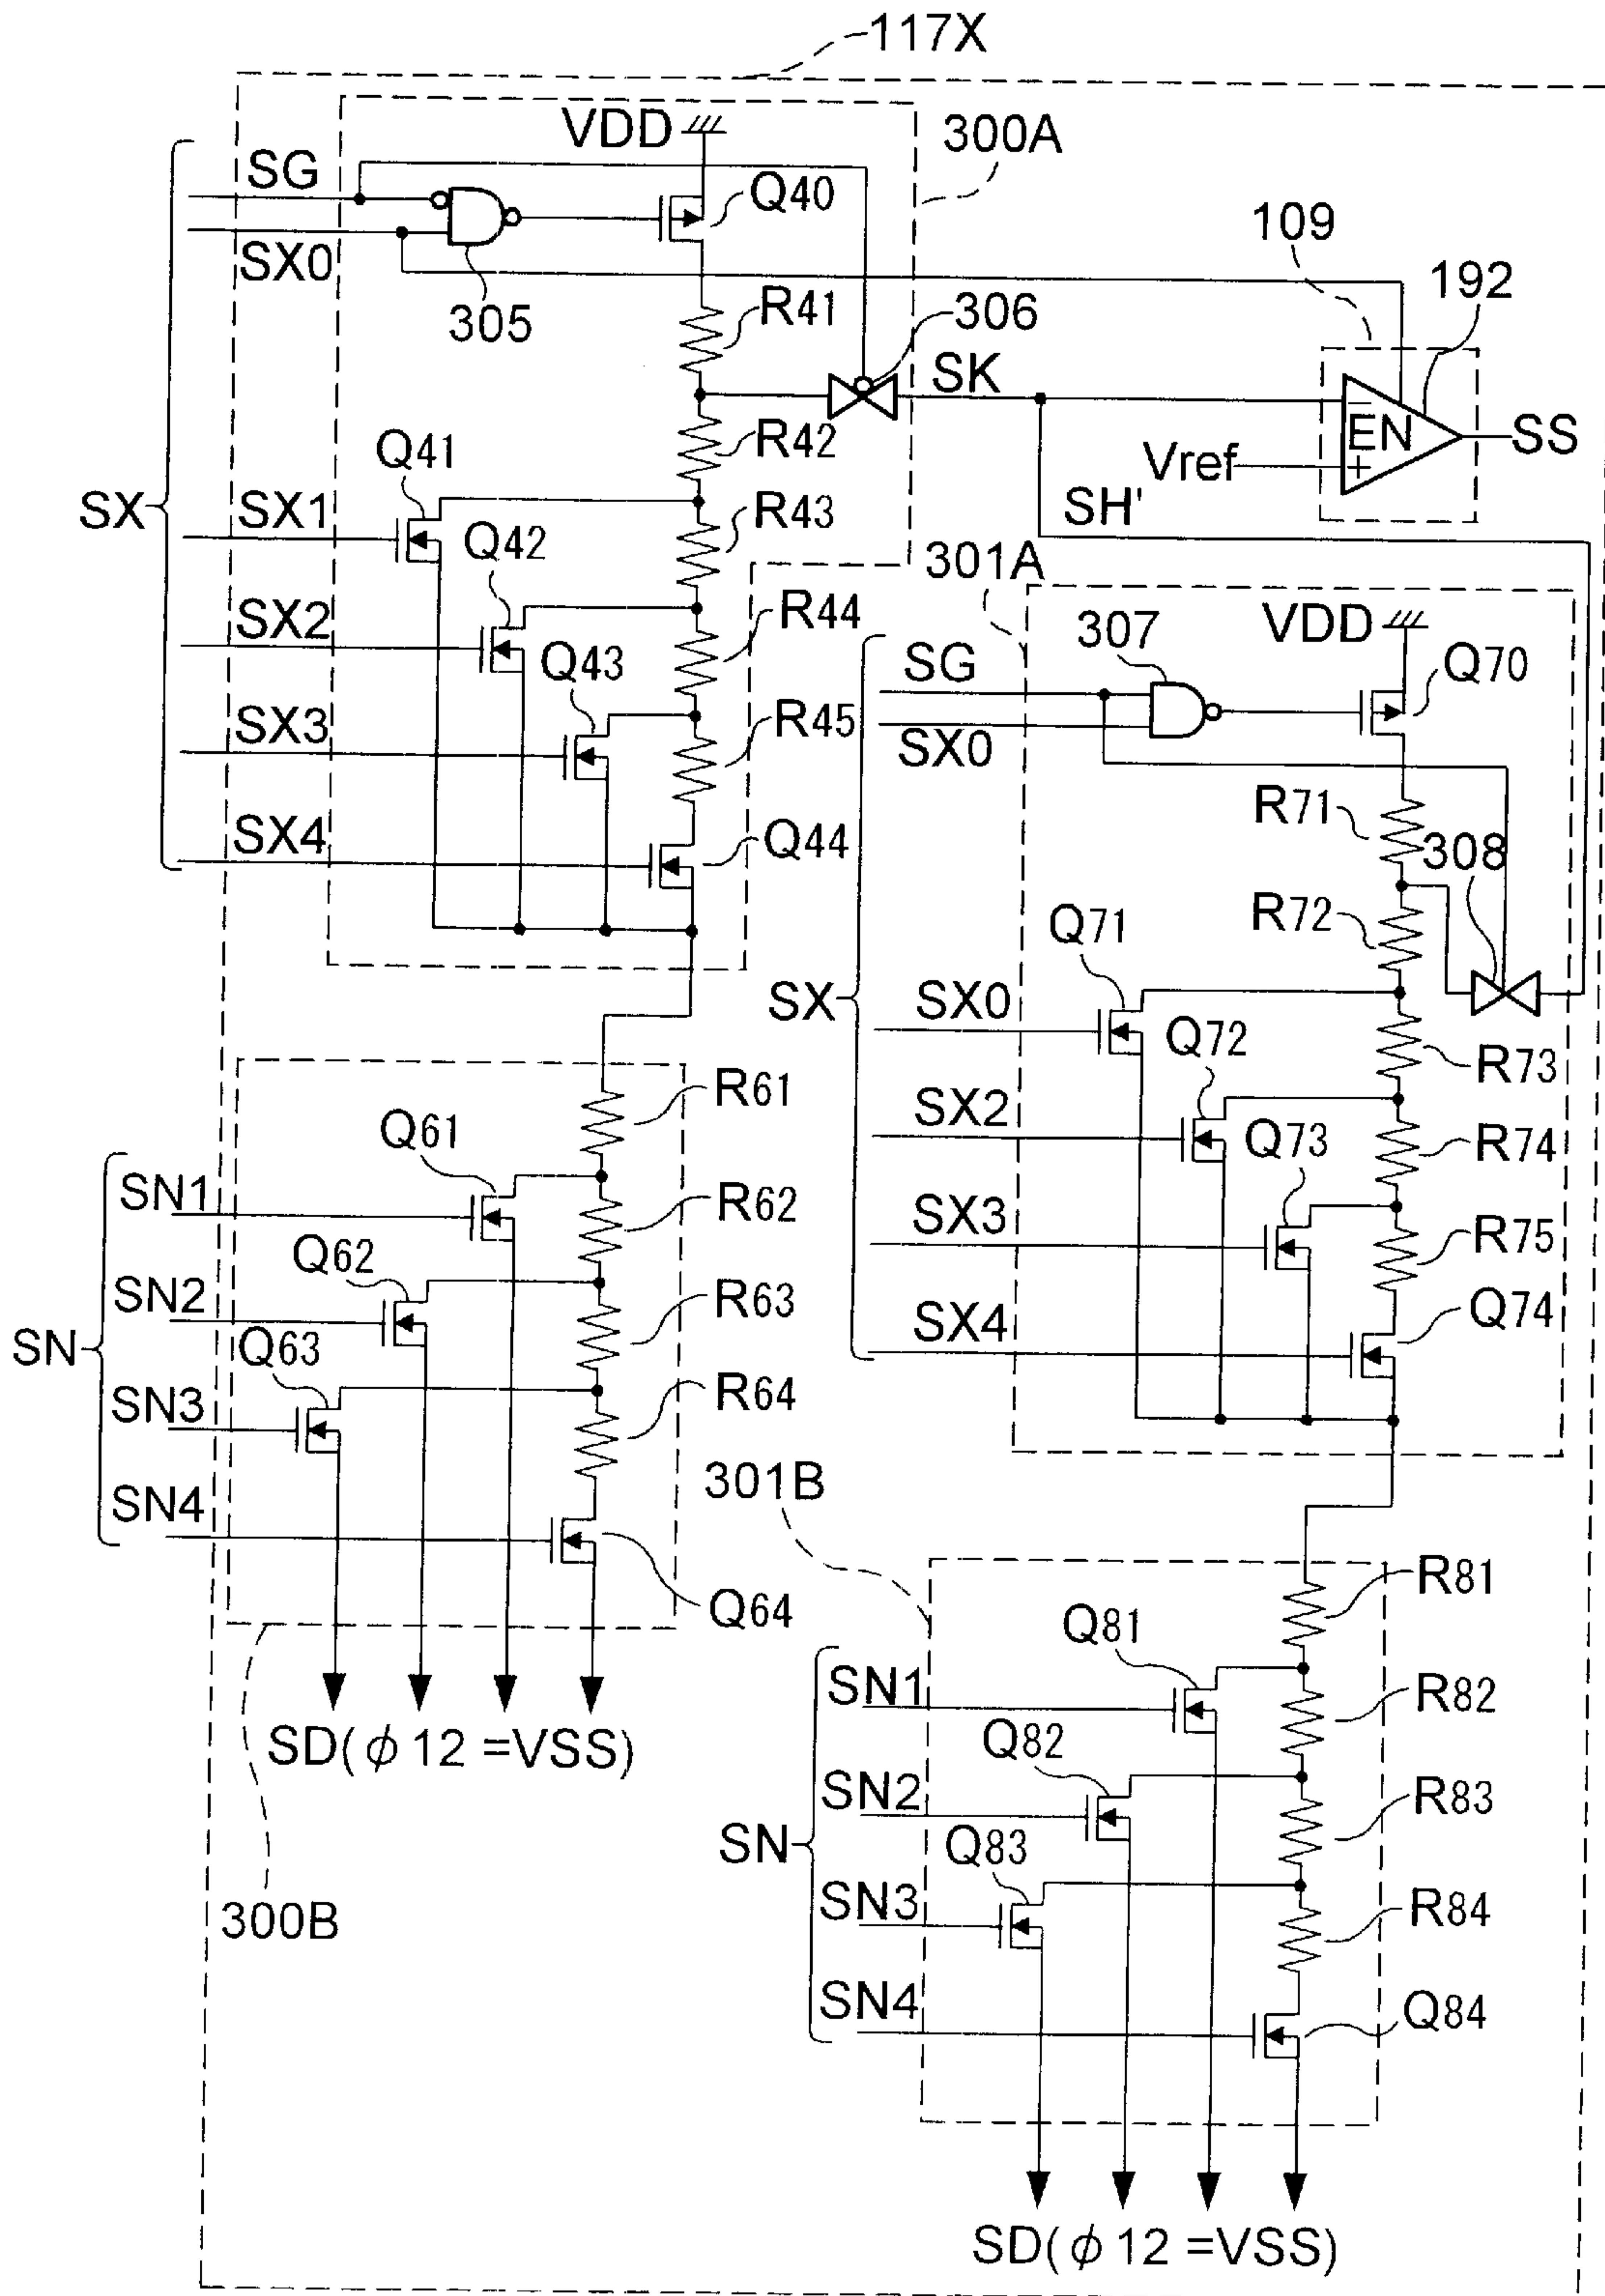 117X
VDD
300A
SG
Q40
SX0
305
109
192
R41
306
SK
EN
−
+
SS
Vref
R42
Q41
SX
SX1
R43
SH'
Q42
301A
SX2
R44
307
VDD
Q43
SG
Q70
SX3
R45
SX0
SX4
Q44
R71
308
R72
Q71
SX
SX0
Q72
R73
R61
Q61
SX2
Q73
R74
SN1
R62
SX3
R75
Q62
SN2
R63
SX4
Q74
SN
Q63
SN3
R64
301B
SN4
R81
Q64
Q81
SN1
R82
SD(φ12=VSS)
Q82
SN2
R83
SN
Q83
300B
SN3
R84
SN4
Q84
SD(φ12=VSS)